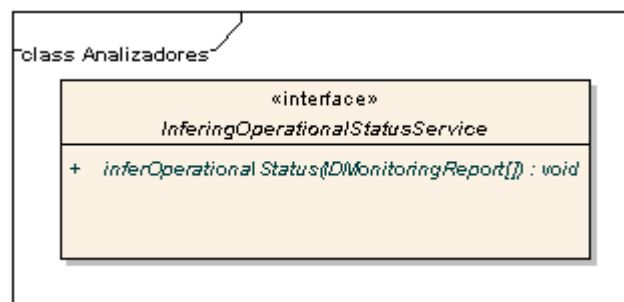 class Analizadores
«interface»
InferingOperationalStatusService
+ inferOperationalStatus(IDMonitoringReport[]) : void